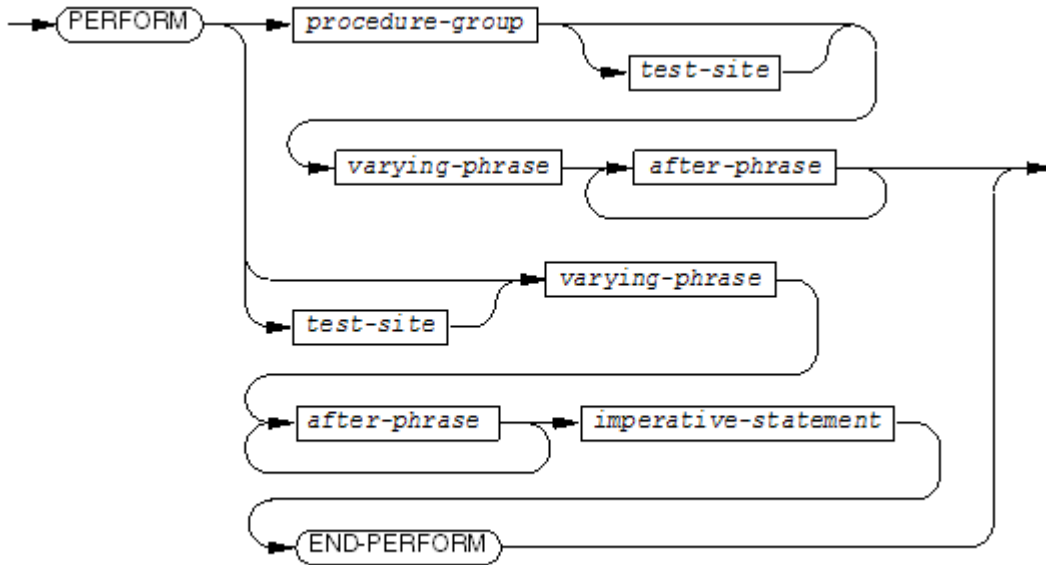 PERFORM procedure-group
test-site
varying-phrase after-phrase
varying-phrase
test-site
after-phrase imperative-statement
END-PERFORM